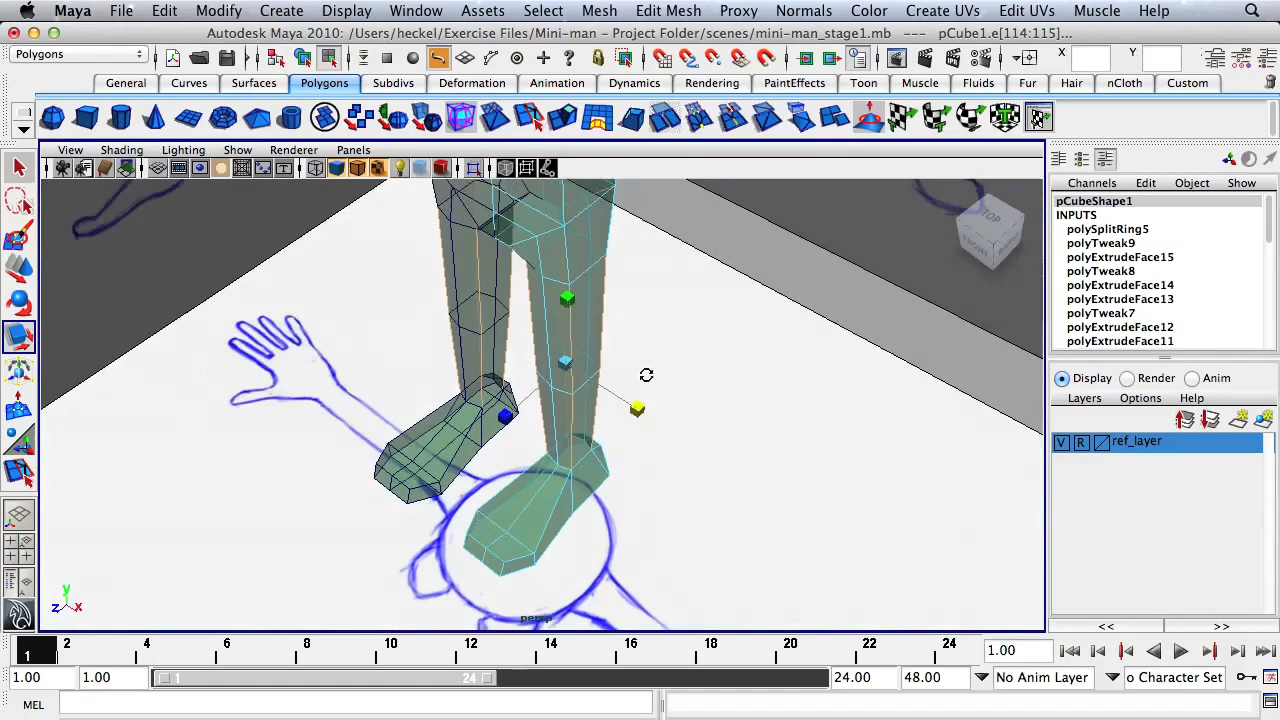 Maya File Edit Modify Create Display Window Assets Select Mesh Edit Mesh Proxy Normals Color Create UVs Edit UVs Muscle Help
Autodesk Maya 2010: /Users/heckel/Exercise Files/Mini-man - Project Folder/scenes/mini-man_stage1.mb --- pCube1.e[114:115]...
Polygons X: Y:
General Curves Surfaces Polygons Subdivs Deformation Animation Dynamics Rendering PaintEffects Toon Muscle Fluids Fur Hair nCloth Custom
View Shading Lighting Show Renderer Panels
Channels Edit Object Show
pCubeShape1
INPUTS
polySplitRing5
polyTweak9
polyExtrudeFace15
polyTweak8
polyExtrudeFace14
polyExtrudeFace13
polyTweak7
polyExtrudeFace12
polyExtrudeFace11
TOP
FRONT
Display Render Anim
Layers Options Help
V R ref_layer
y
z x
persp
<< >>
1 2 4 6 8 10 12 14 16 18 20 22 24 1.00
1.00 1.00 1 24 24.00 48.00 No Anim Layer o Character Set
MEL